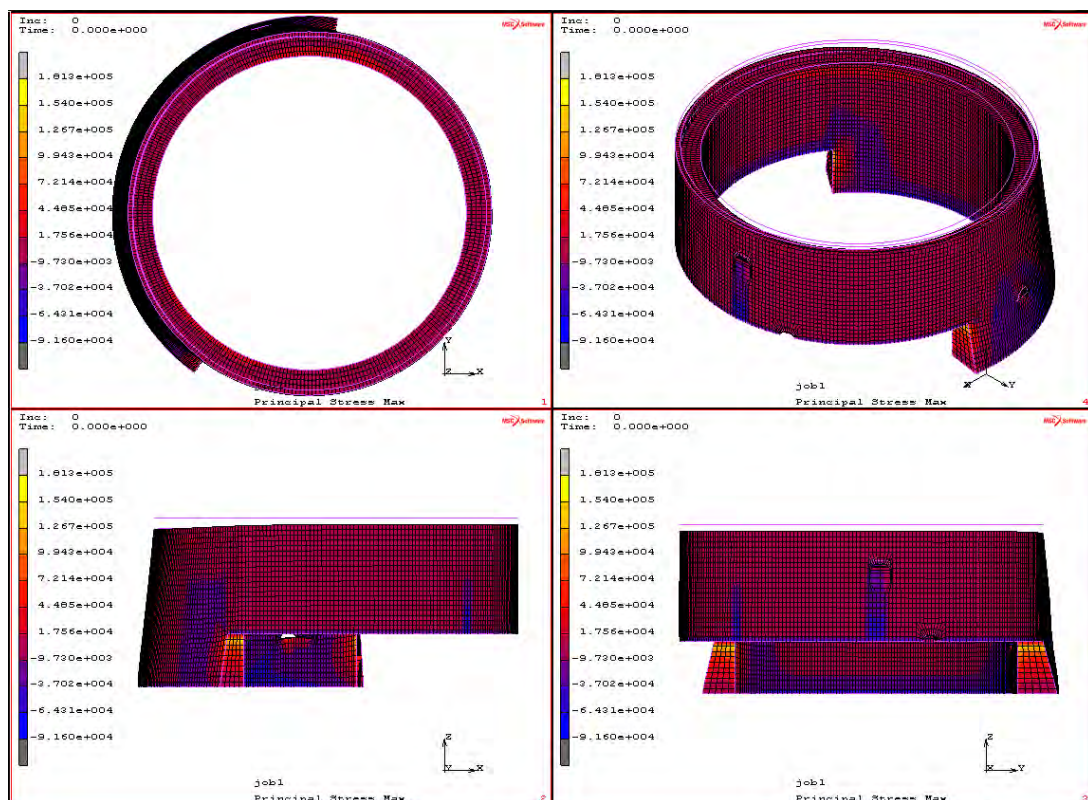 Inc: 0
Time: 0.000e+000
MSC Software
1.813e+005
1.540e+005
1.267e+005
9.943e+004
7.214e+004
4.485e+004
1.756e+004
-9.730e+003
-3.702e+004
-6.431e+004
-9.160e+004
Y
Z X
Principal Stress Max
1
Inc: 0
Time: 0.000e+000
MSC Software
1.813e+005
1.540e+005
1.267e+005
9.943e+004
7.214e+004
4.485e+004
1.756e+004
-9.730e+003
-3.702e+004
-6.431e+004
-9.160e+004
Y
job1
Principal Stress Max
4
Inc: 0
Time: 0.000e+000
MSC Software
1.813e+005
1.540e+005
1.267e+005
9.943e+004
7.214e+004
4.485e+004
1.756e+004
-9.730e+003
-3.702e+004
-6.431e+004
-9.160e+004
Z
Y X
job1
Principal Stress Max
2
Inc: 0
Time: 0.000e+000
MSC Software
1.813e+005
1.540e+005
1.267e+005
9.943e+004
7.214e+004
4.485e+004
1.756e+004
-9.730e+003
-3.702e+004
-6.431e+004
-9.160e+004
Z
X Y
job1
Principal Stress Max
3